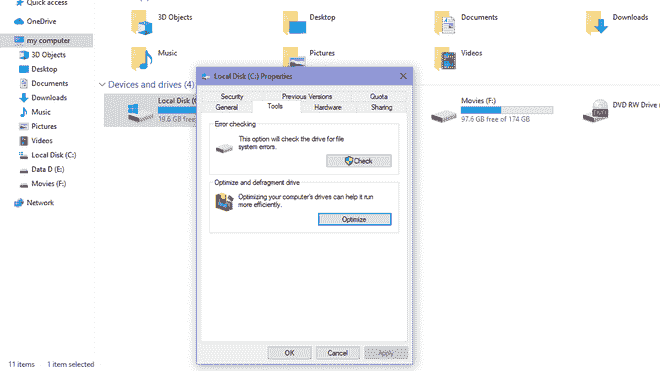 Quick access
OneDrive
my computer
3D Objects
Desktop
Documents
Downloads
Music
Pictures
Videos
Local Disk (C:)
Data D (E:)
Movies (F:)
Network
3D Objects
Desktop
Documents
Downloads
Music
Pictures
Videos
Devices and drives (4)
Local Disk (C
18.6 GB free
Movies (F:)
97.6 GB free of 174 GB
DVD RW Drive
Local Disk (C:) Properties
Security Previous Versions Quota
General Tools Hardware Sharing
Error checking
This option will check the drive for file
system errors.
Check
Optimize and defragment drive
Optimizing your computer's drives can help it run
more efficiently.
Optimize
OK Cancel Apply
11 items 1 item selected